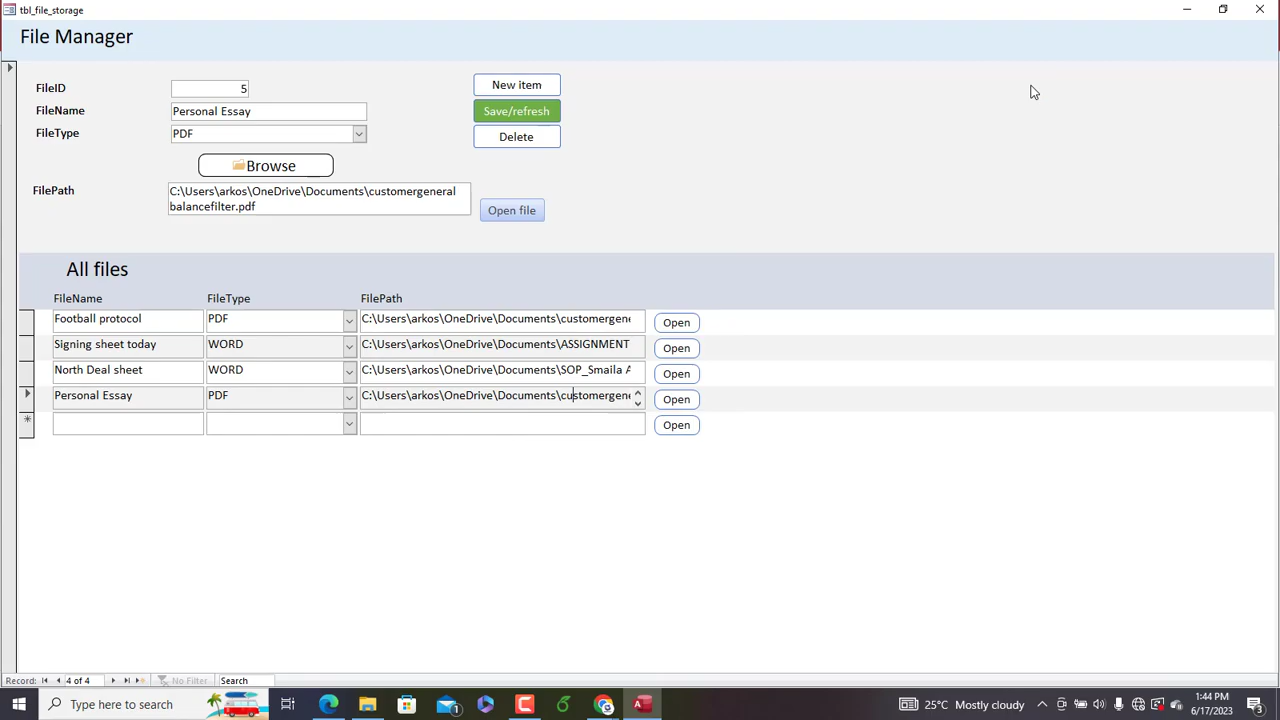 tbl_file_storage
File Manager
FileID 5
FileName Personal Essay
FileType PDF
New item
Save/refresh
Delete
Browse
FilePath C:\Users\arkos\OneDrive\Documents\customergeneral
balancefilter.pdf
Open file
All files
FileName FileType FilePath
Football protocol PDF C:\Users\arkos\OneDrive\Documents\customergene Open
Signing sheet today WORD C:\Users\arkos\OneDrive\Documents\ASSIGNMENT Open
North Deal sheet WORD C:\Users\arkos\OneDrive\Documents\SOP_Smaila A Open
Personal Essay PDF C:\Users\arkos\OneDrive\Documents\customergene Open
* Open
Record: 4 of 4 No Filter Search
Type here to search 25°C Mostly cloudy 1:44 PM
6/17/2023